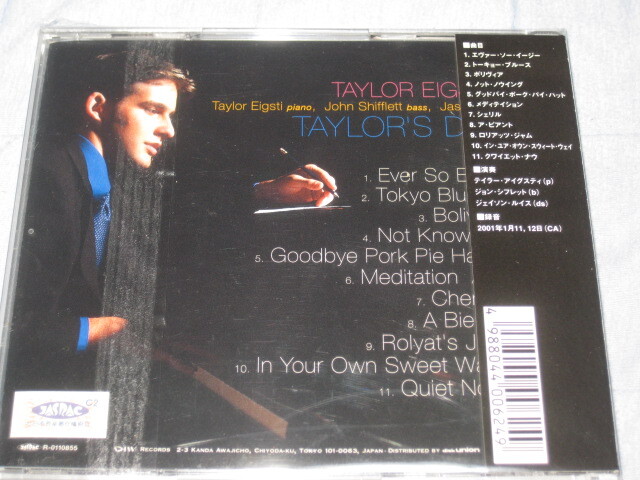 TAYLOR EIG
Taylor Eigsti piano, John Shifflett bass, Jas
TAYLOR'S D
1. Ever So E
2. Tokyo Blu
3. Boliv
4. Not Know
5. Goodbye Pork Pie Ha
6. Meditation
7. Cher
8. A Bie
9. Rolyat's J
10. In Your Own Sweet Wa
11. Quiet No
■曲目
1. エヴァー・ソー・イージー
2. トーキョー・ブルース
3. ボリヴィア
4. ノット・ノウイング
5. グッドバイ・ポーク・パイ・ハット
6. メディテイション
7. シェリル
8. ア・ビアント
9. ロリアッツ・ジャム
10. イン・ユア・オウン・スウィート・ウェイ
11. クワイエット・ナウ
■演奏
テイラー・アイグスティ(p)
ジョン・シフレット(b)
ジェイソン・ルイス(ds)
■録音
2001年1月11, 12日(CA)
4988044006249
JASRAC
R-0110855
DIW RECORDS 2-3 KANDA AWAJICHO, CHIYODA-KU, TOKYO 101-0063, JAPAN · DISTRIBUTED BY disk union